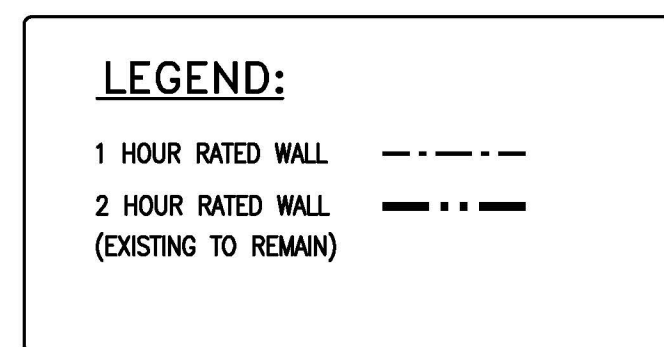 LEGEND:
1 HOUR RATED WALL
2 HOUR RATED WALL
(EXISTING TO REMAIN)